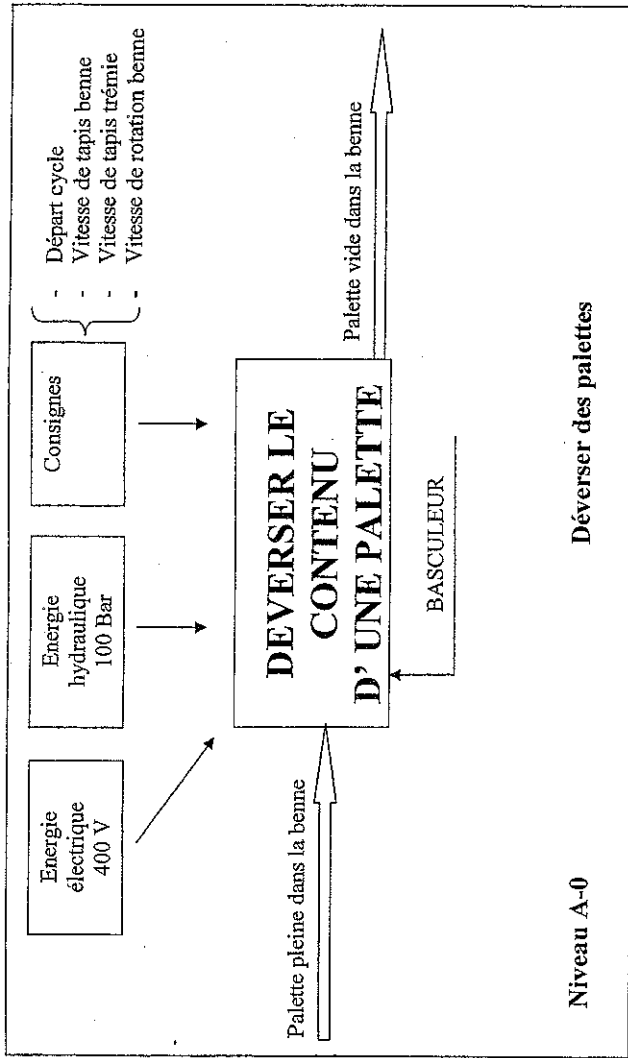 Energie
électrique
400 V
Energie
hydraulique
100 Bar
Consignes
- Départ cycle
- Vitesse de tapis benne
- Vitesse de tapis trémie
- Vitesse de rotation benne
Palette pleine dans la benne
DEVERSER LE
CONTENU
D' UNE PALETTE
Palette vide dans la benne
BASCULEUR
Niveau A-0
Déverser des palettes